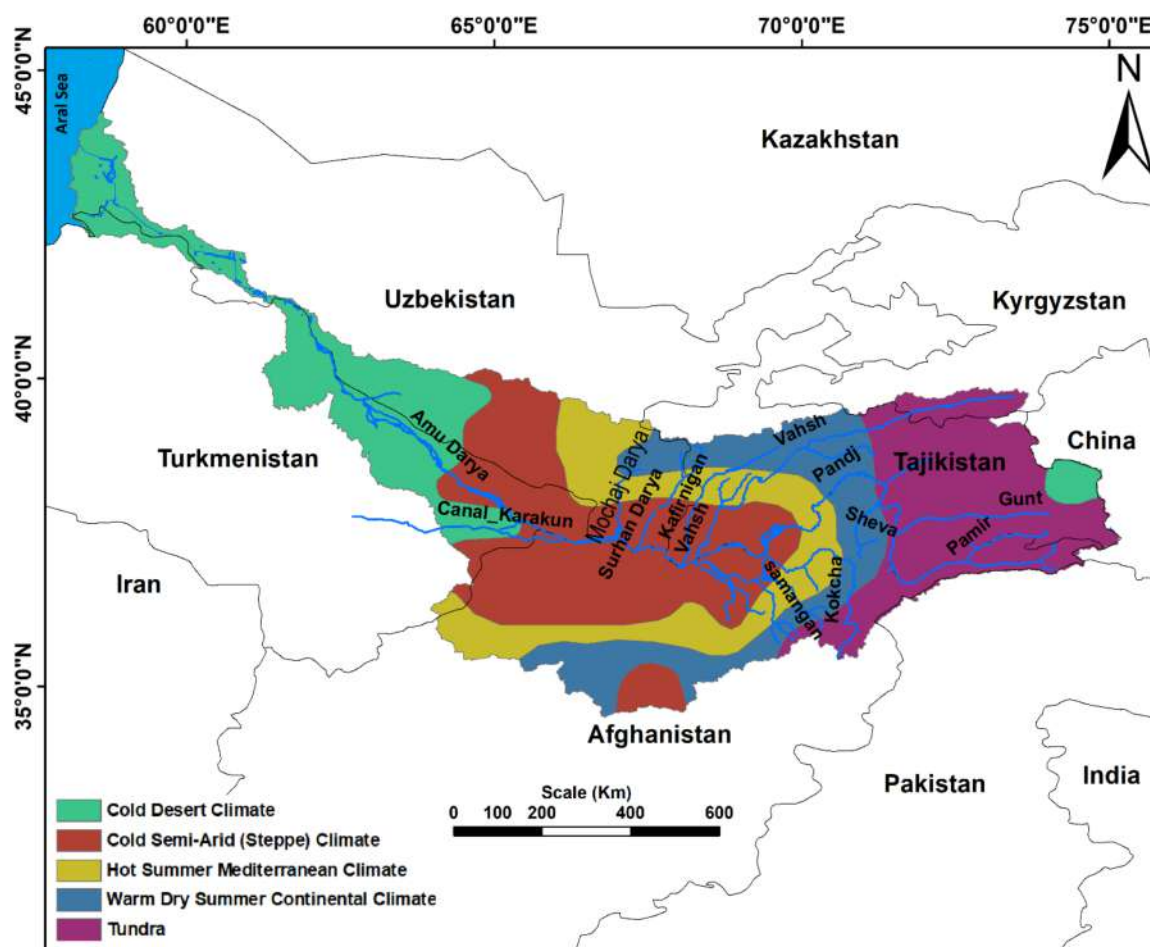 60°0'0"E
65°0'0"E
70°0'0"E
75°0'0"E
45°0'0"N
40°0'0"N
35°0'0"N
N
Aral Sea
Kazakhstan
Uzbekistan
Kyrgyzstan
Turkmenistan
China
Tajikistan
Iran
Afghanistan
Pakistan
India
Amu Darya
Canal_Karakun
Mochaj Darya
Surhan Darya
Kafirnigan
Vahsh
Vahsh
Pandj
Sheva
Gunt
Pamir
samangan
Kokcha
Scale (Km)
0 100 200 400 600
Cold Desert Climate
Cold Semi-Arid (Steppe) Climate
Hot Summer Mediterranean Climate
Warm Dry Summer Continental Climate
Tundra